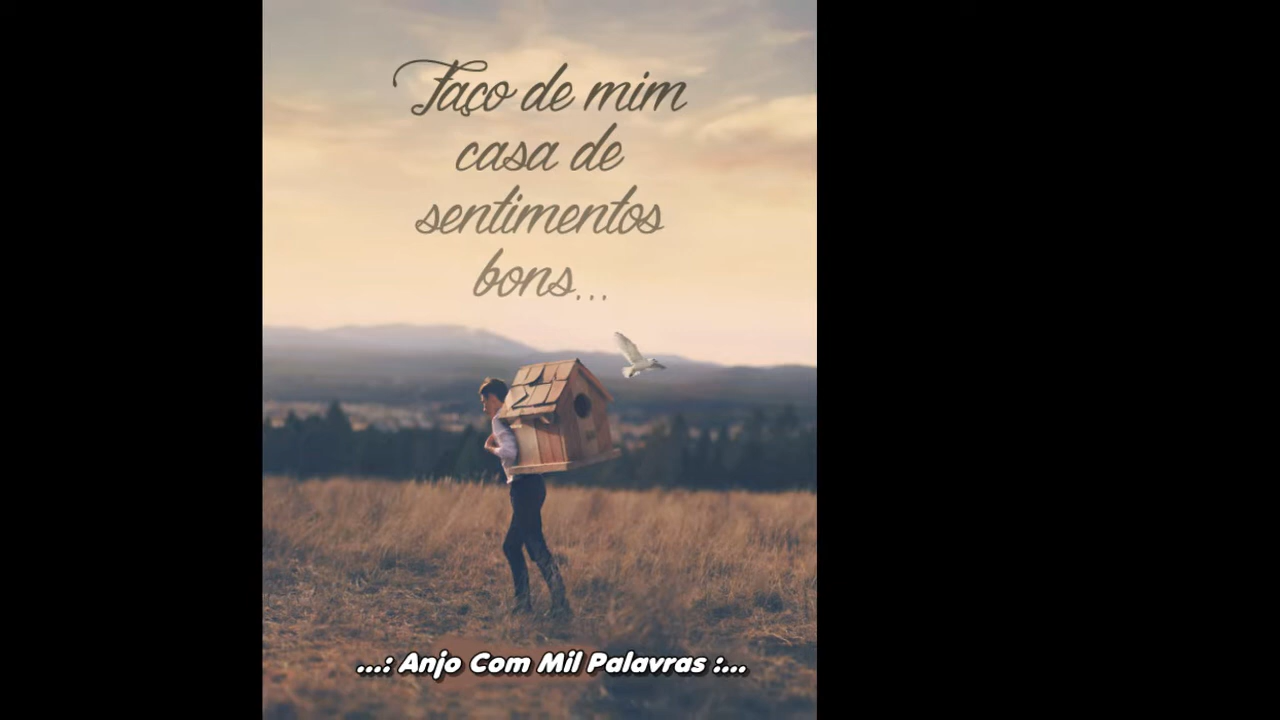 Faço de mim
casa de
sentimentos
bons...
...: Anjo Com Mil Palavras :...